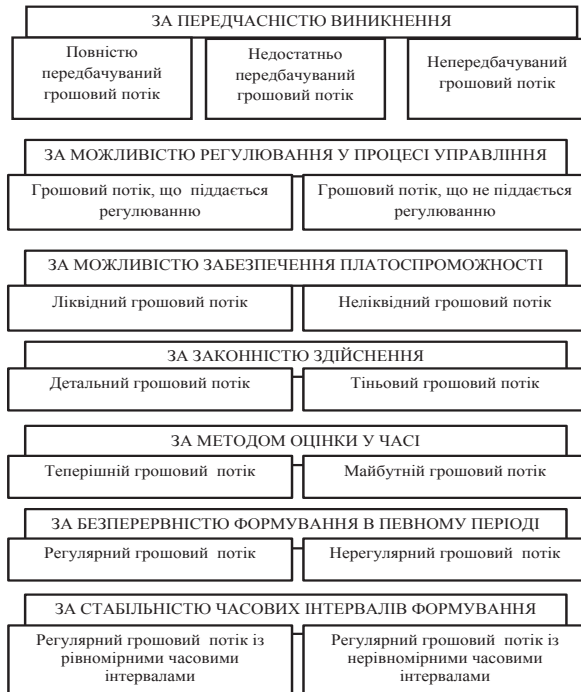 ЗА ПЕРЕДЧАСНІСТЮ ВИНИКНЕННЯ
Повністю
передбачуваний
грошовий потік
Недостатньо
передбачуваний
грошовий потік
Непередбачуваний
грошовий потік
ЗА МОЖЛИВІСТЮ РЕГУЛЮВАННЯ У ПРОЦЕСІ УПРАВЛІННЯ
Грошовий потік, що піддається
регулюванню
Грошовий потік, що не піддається
регулюванню
ЗА МОЖЛИВІСТЮ ЗАБЕЗПЕЧЕННЯ ПЛАТОСПРОМОЖНОСТІ
Ліквідний грошовий потік
Неліквідний грошовий потік
ЗА ЗАКОННІСТЮ ЗДІЙСНЕННЯ
Детальний грошовий потік
Тіньовий грошовий потік
ЗА МЕТОДОМ ОЦІНКИ У ЧАСІ
Теперішній грошовий потік
Майбутній грошовий потік
ЗА БЕЗПЕРЕРВНІСТЮ ФОРМУВАННЯ В ПЕВНОМУ ПЕРІОДІ
Регулярний грошовий потік
Нерегулярний грошовий потік
ЗА СТАБІЛЬНІСТЮ ЧАСОВИХ ІНТЕРВАЛІВ ФОРМУВАННЯ
Регулярний грошовий потік із
рівномірними часовими
інтервалами
Регулярний грошовий потік із
нерівномірними часовими
інтервалами